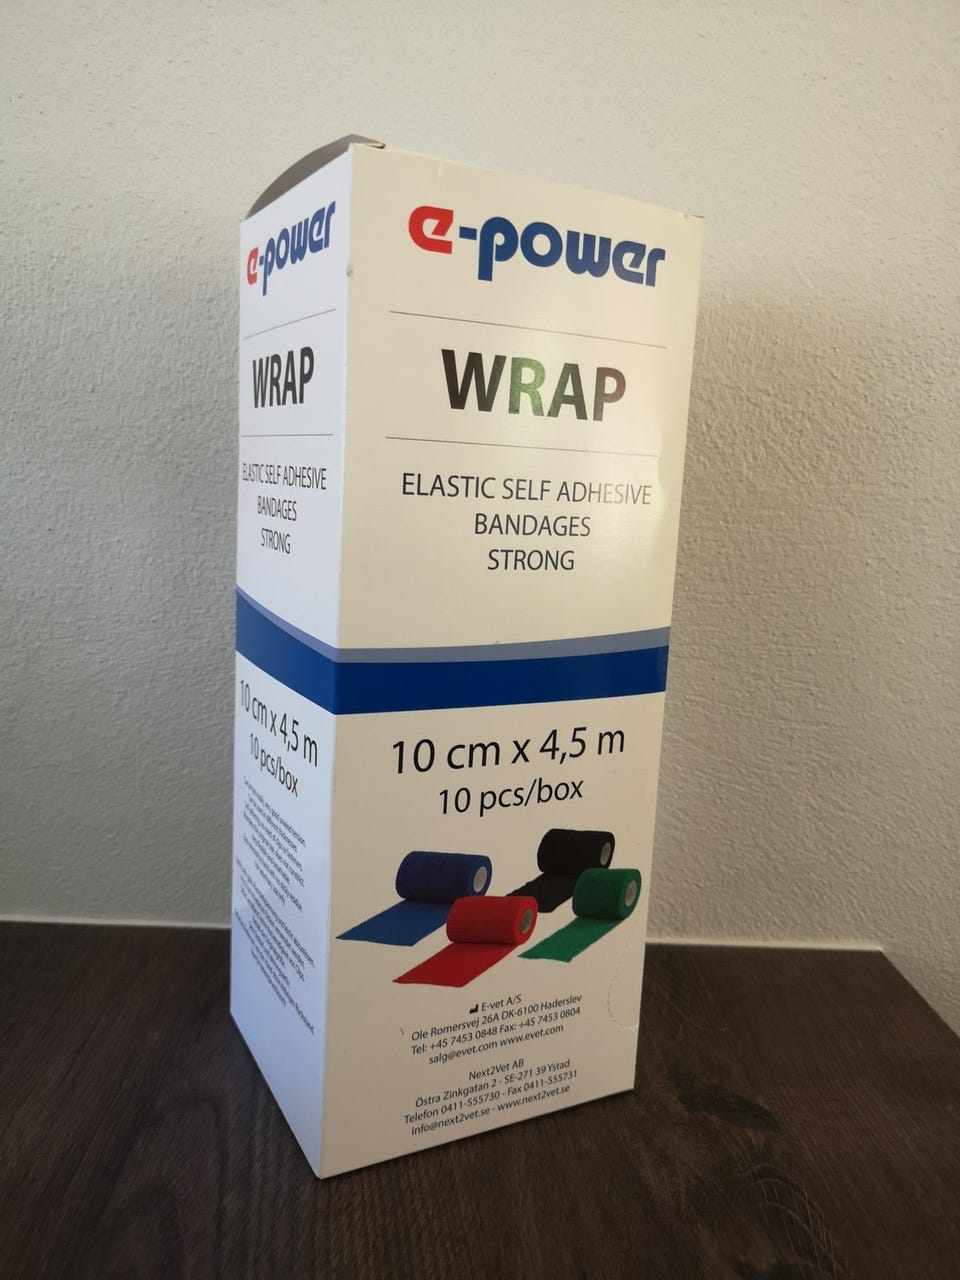 e-power
WRAP
ELASTIC SELF ADHESIVE
BANDAGES
STRONG
10 cm x 4,5 m
10 pcs/box
e-power
WRAP
ELASTIC SELF ADHESIVE
BANDAGES
STRONG
10 cm x 4,5 m
10 pcs/box
E-vet A/S
Ole Romersvej 26A DK-6100 Haderslev
Tel: +45 7453 0848 Fax: +45 7453 0804
salg@evet.com www.evet.com
Next2Vet AB
Östra Zinkgatan 2 - SE-271 39 Ystad
Telefon 0411-555730 - Fax 0411-555731
info@next2vet.se - www.next2vet.se